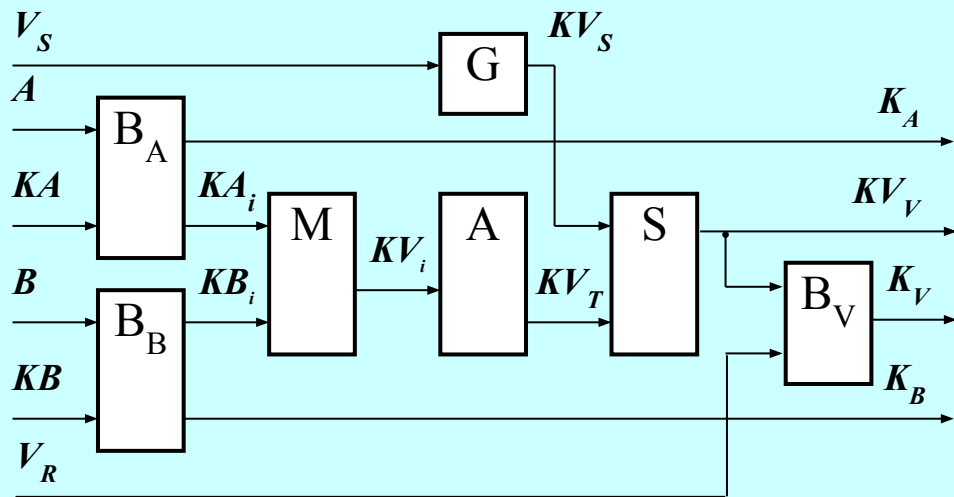 V_S KV_S
G
A K_A
B_A
KA KA_i KV_V
M A S
B KB_i KV_i KV_T K_V
B_B B_V
KB K_B
V_R